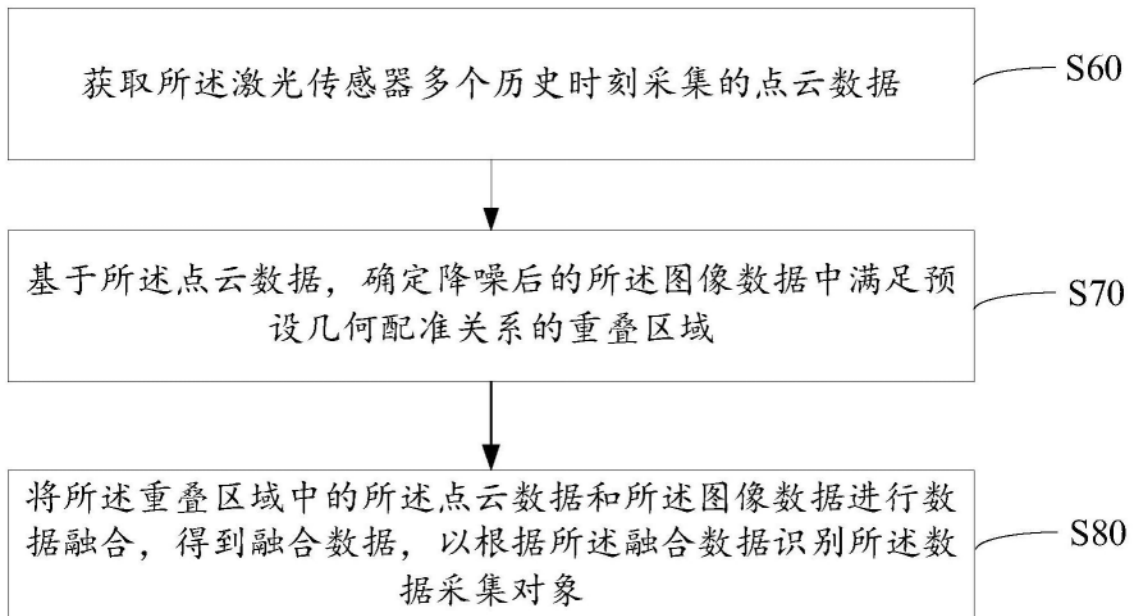 获取所述激光传感器多个历史时刻采集的点云数据
S60
基于所述点云数据，确定降噪后的所述图像数据中满足预
设几何配准关系的重叠区域
S70
将所述重叠区域中的所述点云数据和所述图像数据进行数
据融合，得到融合数据，以根据所述融合数据识别所述数
据采集对象
S80